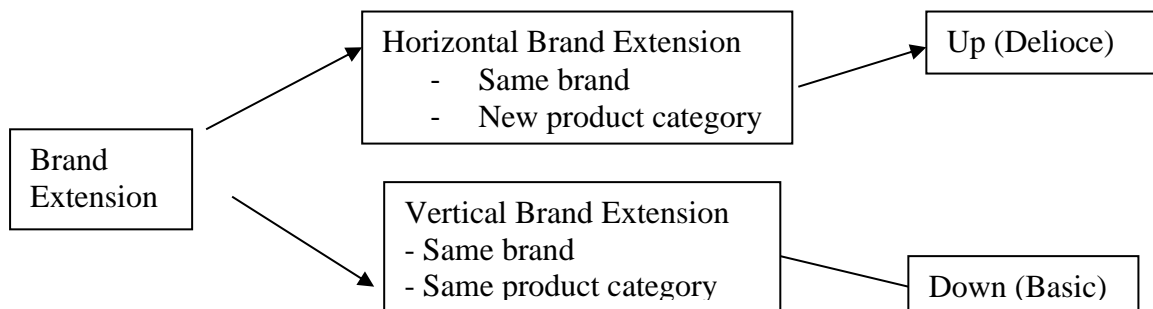 Horizontal Brand Extension
- Same brand
- New product category
Up (Delioce)
Brand
Extension
Vertical Brand Extension
- Same brand
- Same product category
Down (Basic)